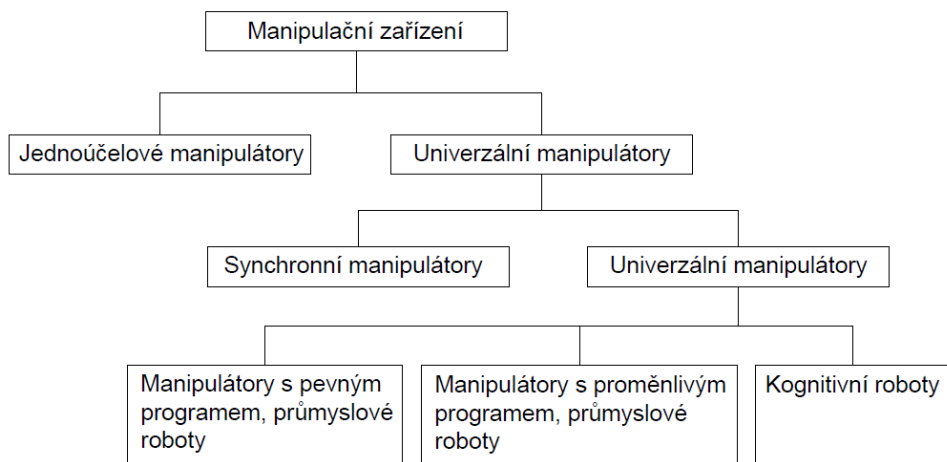 Manipulační zařízení
Jednoúčelové manipulátory
Univerzální manipulátory
Synchronní manipulátory
Univerzální manipulátory
Manipulátory s pevným
programem, průmyslové
roboty
Manipulátory s proměnlivým
programem, průmyslové
roboty
Kognitivní roboty